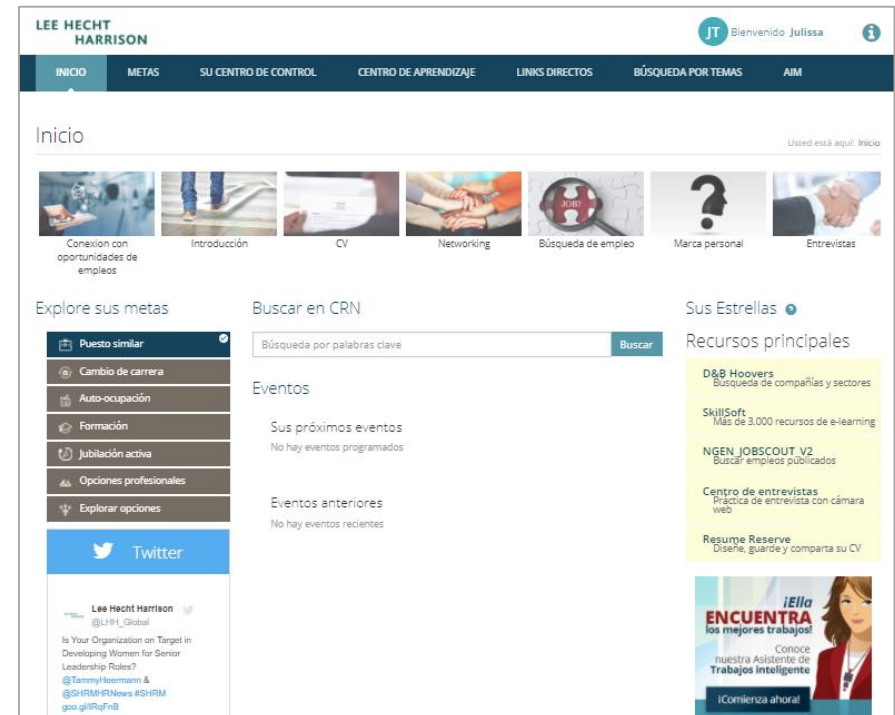 LEE HECHT
HARRISON
JT Bienvenido Julissa
INICIO METAS SU CENTRO DE CONTROL CENTRO DE APRENDIZAJE LINKS DIRECTOS BÚSQUEDA POR TEMAS AIM
Inicio
Usted está aquí: Inicio
JOB?
Conexion con
oportunidades de
empleos
Introducción
CV
Networking
Búsqueda de empleo
Marca personal
Entrevistas
Explore sus metas
Puesto similar
Cambio de carrera
Auto-ocupación
Formación
Jubilación activa
Opciones profesionales
Explorar opciones
Twitter
Lee Hecht Harrison
@LHH_Global
Is Your Organization on Target in
Developing Women for Senior
Leadership Roles?
@TammyHeermann &
@SHRMHRNews #SHRM
goo.gl/IRqFnB
Buscar en CRN
Búsqueda por palabras clave
Buscar
Eventos
Sus próximos eventos
No hay eventos programados
Eventos anteriores
No hay eventos recientes
Sus Estrellas
Recursos principales
D&B Hoovers
Búsqueda de compañías y sectores
SkillSoft
Más de 3.000 recursos de e-learning
NGEN_JOBSCOUT_V2
Buscar empleos públicados
Centro de entrevistas
Práctica de entrevista con cámara
web
Resume Reserve
Diseñe, guarde y comparta su CV
¡Ella
ENCUENTRA
los mejores trabajos!
Conoce
nuestra Asistente de
Trabajos inteligente
¡Comienza ahora!